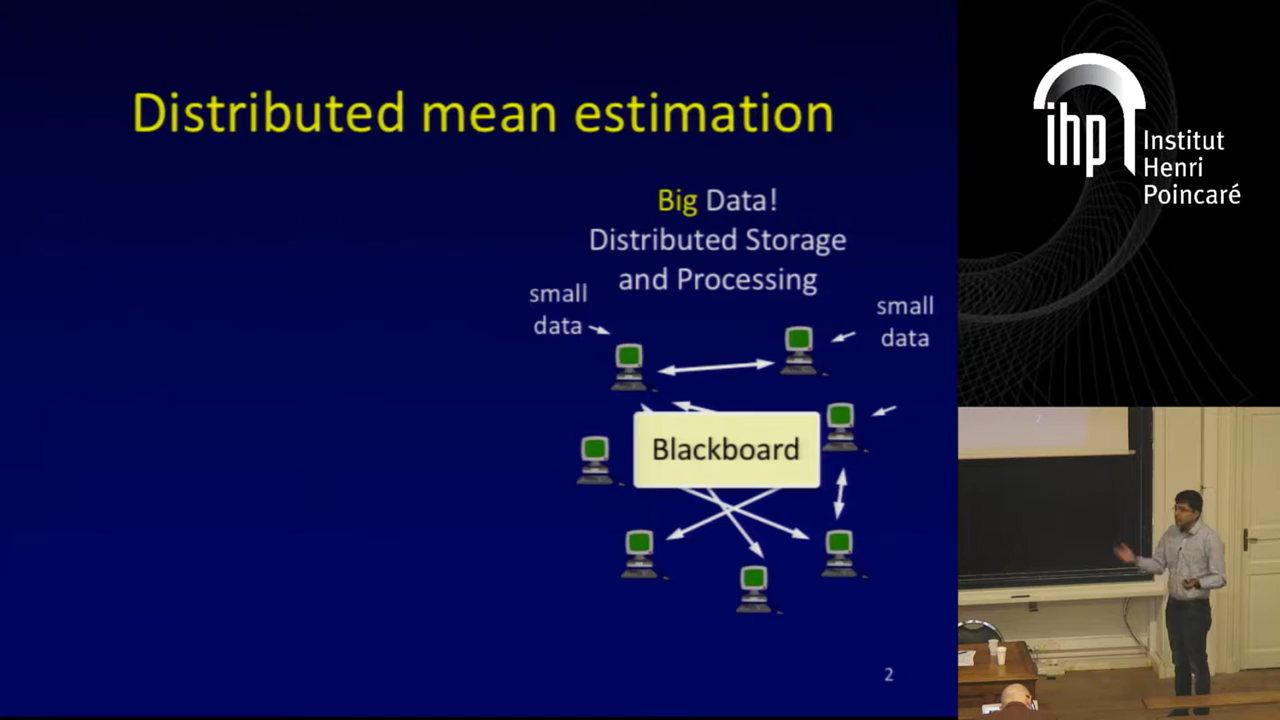 Distributed mean estimation
Big Data!
Distributed Storage
and Processing
small
data
small
data
Blackboard
2
ihp
Institut
Henri
Poincaré